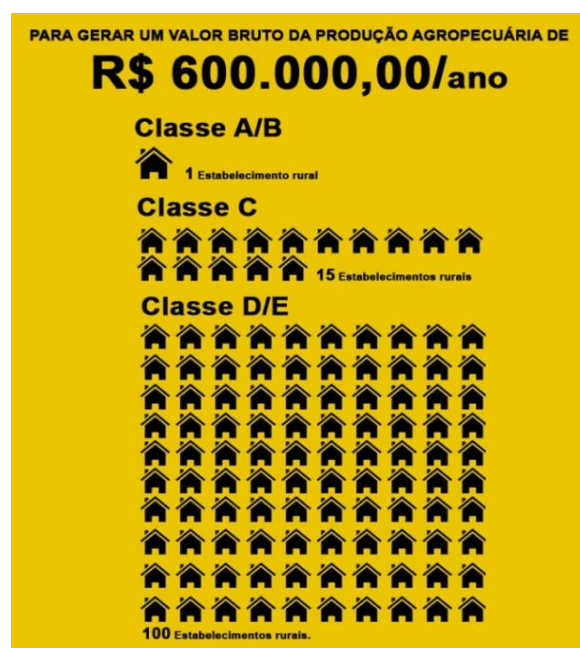 PARA GERAR UM VALOR BRUTO DA PRODUÇÃO AGROPECUÁRIA DE
R$ 600.000,00/ano
Classe A/B
1 Estabelecimento rural
Classe C
15 Estabelecimentos rurais
Classe D/E
100 Estabelecimentos rurais.